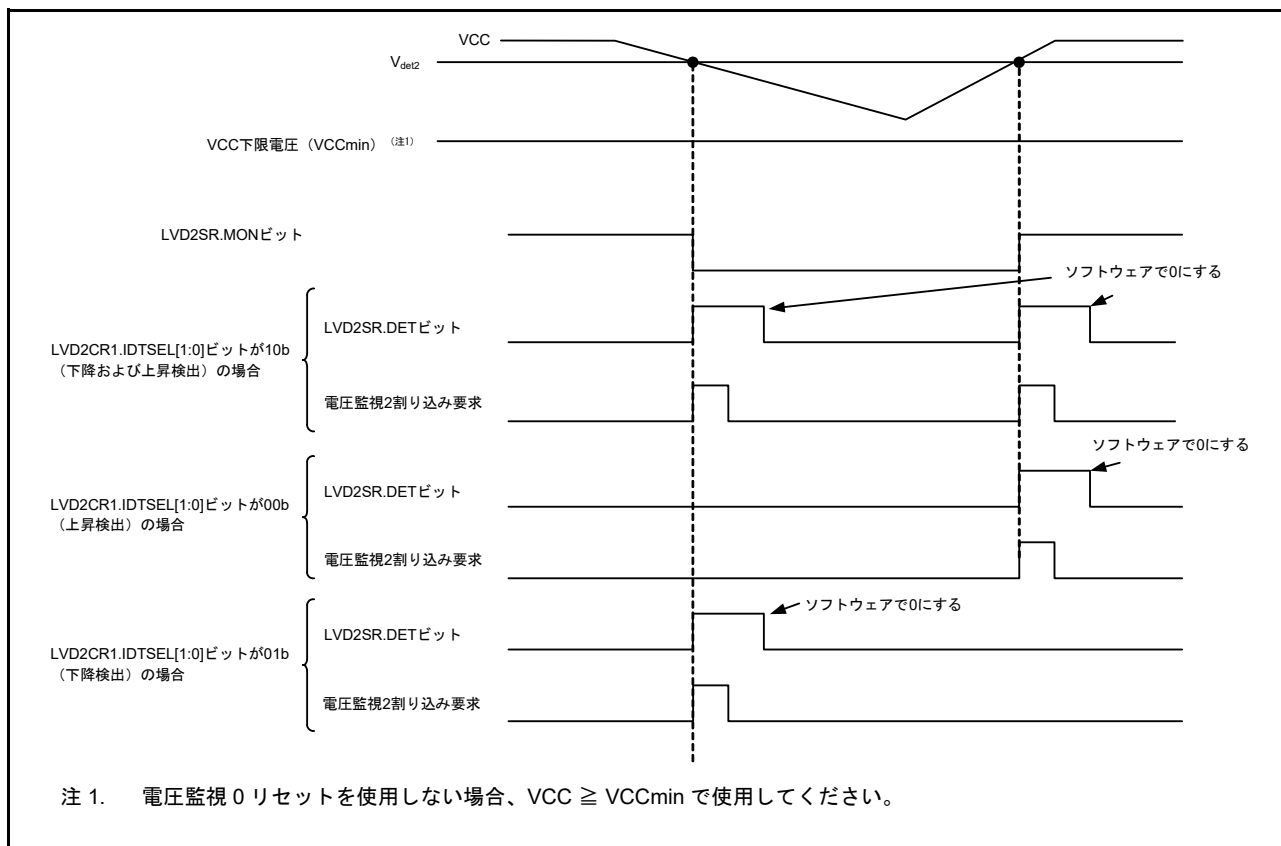 VCC
Vdet2
VCC下限電圧（VCCmin）（注1）
LVD2SR.MONビット
ソフトウェアで0にする
LVD2CR1.IDTSEL[1:0]ビットが10b
（下降および上昇検出）の場合
LVD2SR.DETビット
電圧監視2割り込み要求
ソフトウェアで0にする
LVD2CR1.IDTSEL[1:0]ビットが00b
（上昇検出）の場合
LVD2SR.DETビット
電圧監視2割り込み要求
ソフトウェアで0にする
LVD2CR1.IDTSEL[1:0]ビットが01b
（下降検出）の場合
LVD2SR.DETビット
電圧監視2割り込み要求
注 1. 電圧監視 0 リセットを使用しない場合、VCC ≧ VCCmin で使用してください。